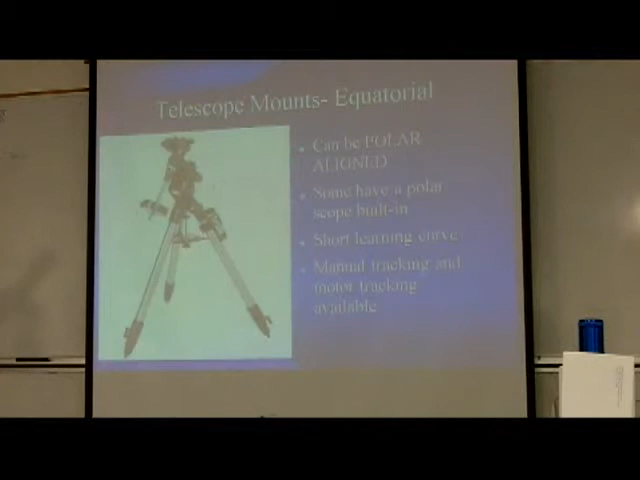 Telescope Mounts- Equatorial
Can be POLAR
ALIGNED
Some have a polar
scope built-in
Short learning curve
Manual tracking and
motor tracking
available